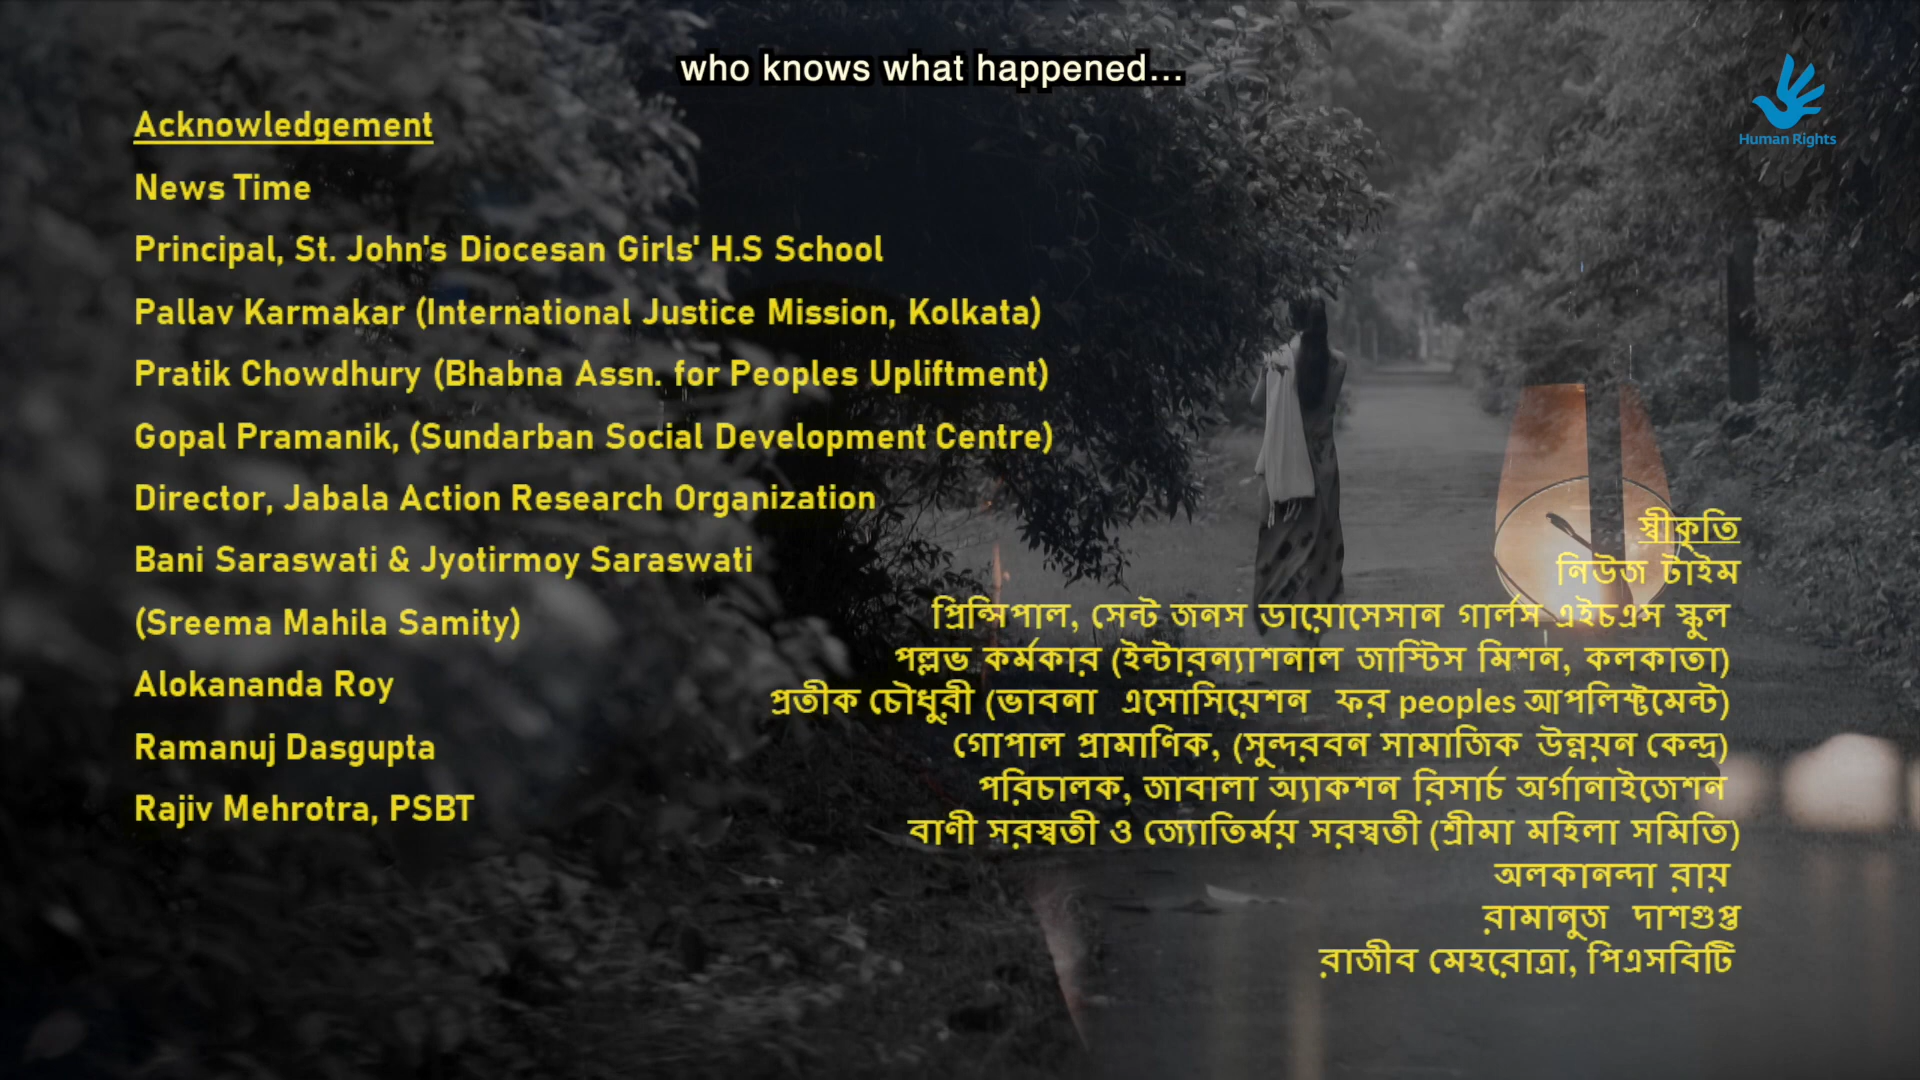 who knows what happened...
Human Rights
Acknowledgement
News Time
Principal, St. John's Diocesan Girls' H.S School
Pallav Karmakar (International Justice Mission, Kolkata)
Pratik Chowdhury (Bhabna Assn. for Peoples Upliftment)
Gopal Pramanik, (Sundarban Social Development Centre)
Director, Jabala Action Research Organization
Bani Saraswati & Jyotirmoy Saraswati
(Sreema Mahila Samity)
Alokananda Roy
Ramanuj Dasgupta
Rajiv Mehrotra, PSBT
স্বীকৃতি
নিউজ টাইম
প্রিন্সিপাল, সেন্ট জনস ডায়োসেসান গার্লস এইচএস স্কুল
পল্লভ কর্মকার (ইন্টারন্যাশনাল জাস্টিস মিশন, কলকাতা)
প্রতীক চৌধুরী (ভাবনা এসোসিয়েশন ফর peoples আপলিফ্টমেন্ট)
গোপাল প্রামাণিক, (সুন্দরবন সামাজিক উন্নয়ন কেন্দ্র)
পরিচালক, জাবালা অ্যাকশন রিসার্চ অর্গানাইজেশন
বাণী সরস্বতী ও জ্যোতির্ময় সরস্বতী (শ্রীমা মহিলা সমিতি)
অলকানন্দা রায়
রামানুজ দাশগুপ্ত
রাজীব মেহরোত্রা, পিএসবিটি